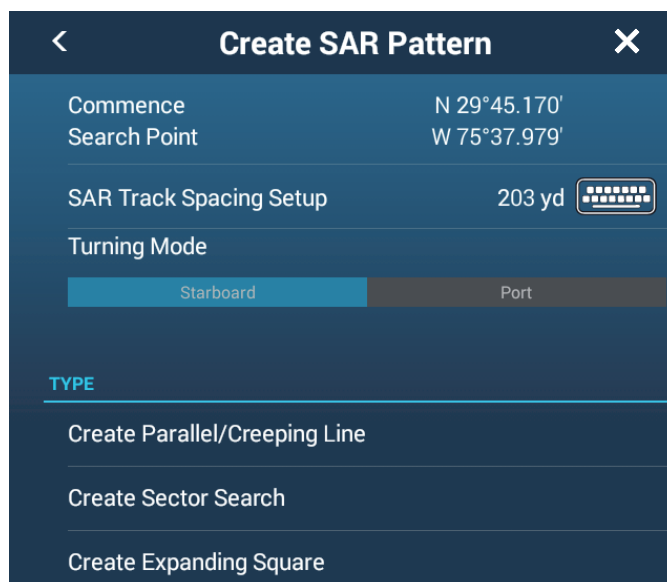 Create SAR Pattern
Commence N 29°45.170'
Search Point W 75°37.979'
SAR Track Spacing Setup 203 yd
Turning Mode
Starboard Port
TYPE
Create Parallel/Creeping Line
Create Sector Search
Create Expanding Square